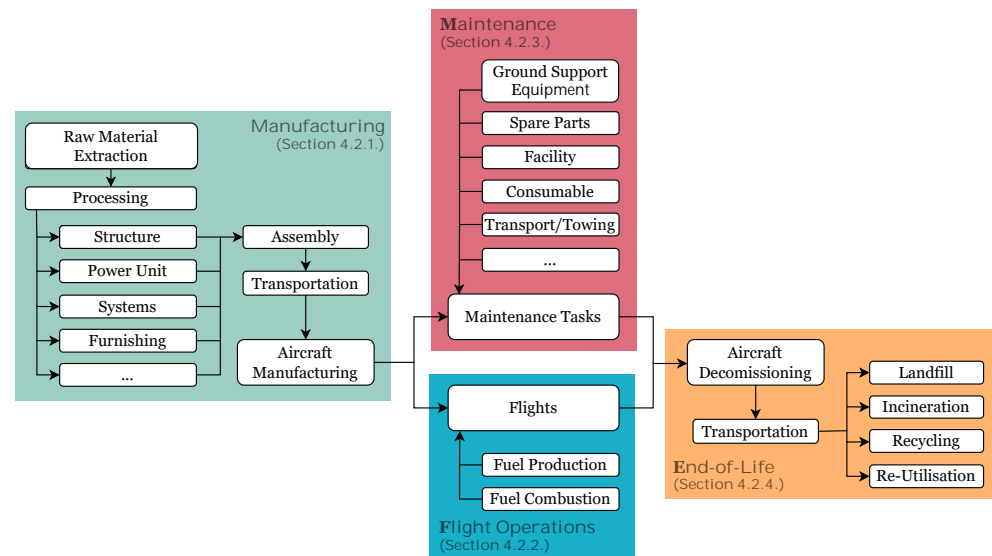 Manufacturing
(Section 4.2.1.)
Raw Material
Extraction
Processing
Structure
Power Unit
Systems
Furnishing
...
Assembly
Transportation
Aircraft
Manufacturing
Maintenance
(Section 4.2.3.)
Ground Support
Equipment
Spare Parts
Facility
Consumable
Transport/Towing
...
Maintenance Tasks
Flights
Fuel Production
Fuel Combustion
Flight Operations
(Section 4.2.2.)
Aircraft
Decomissioning
Transportation
Landfill
Incineration
Recycling
Re-Utilisation
End-of-Life
(Section 4.2.4.)